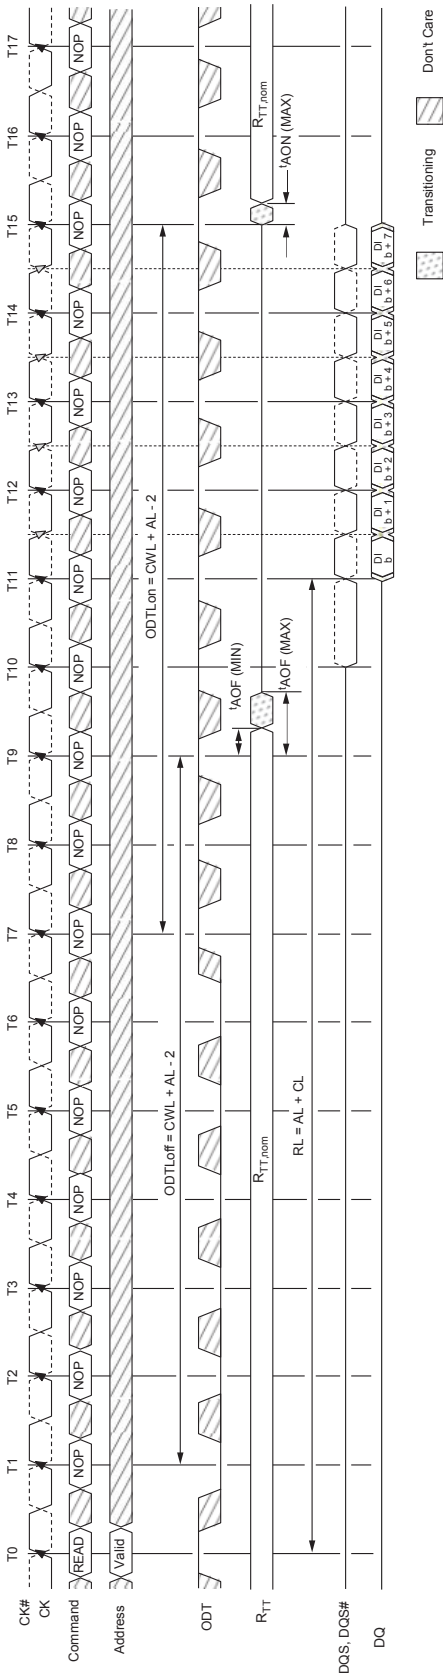 T0 T1 T2 T3 T4 T5 T6 T7 T8 T9 T10 T11 T12 T13 T14 T15 T16 T17
CK#
CK
Command READ NOP NOP NOP NOP NOP NOP NOP NOP NOP NOP NOP NOP NOP NOP NOP NOP NOP
Address Valid
ODTLon = CWL + AL - 2
ODTLoff = CWL + AL - 2
ODT
tAOF (MIN)
RTT RTT,nom RTT,nom
tAOF (MAX) tAON (MAX)
RL = AL + CL
DQS, DQS#
DQ DI b DI b + 1 DI b + 2 DI b + 3 DI b + 4 DI b + 5 DI b + 6 DI b + 7
Transitioning Don't Care